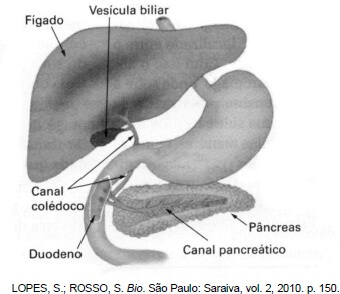 Vesícula biliar
Fígado
Canal
colédoco
Pâncreas
Canal pancreático
Duodeno
LOPES, S.; ROSSO, S. Bio. São Paulo: Saraiva, vol. 2, 2010. p. 150.